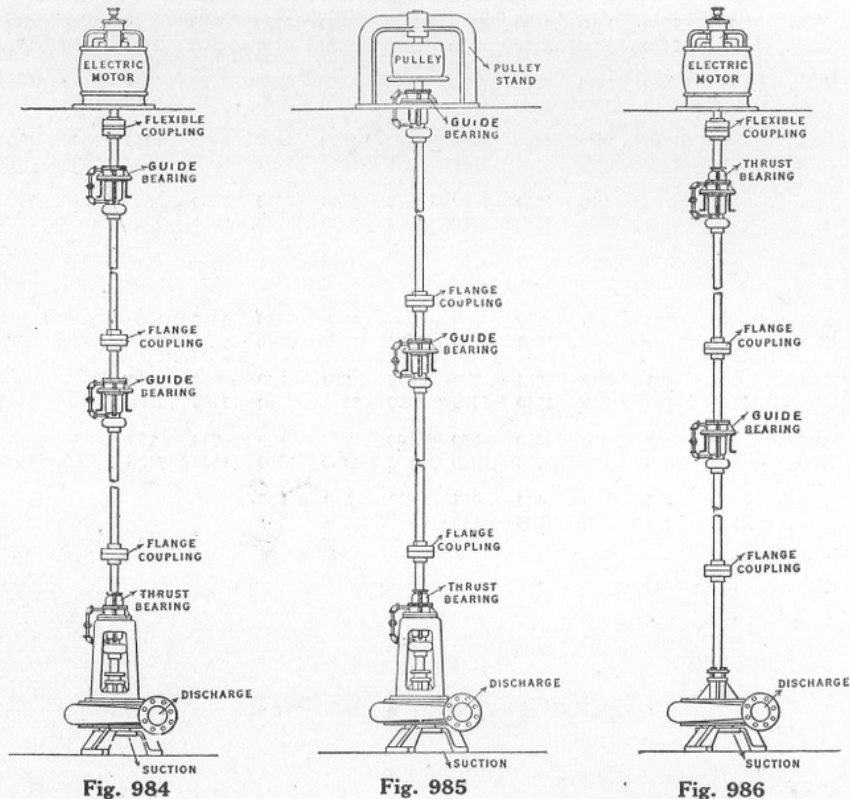 ELECTRIC
MOTOR
FLEXIBLE
COUPLING
GUIDE
BEARING
FLANGE
COUPLING
GUIDE
BEARING
FLANGE
COUPLING
THRUST
BEARING
DISCHARGE
SUCTION
Fig. 984
PULLEY
PULLEY
STAND
GUIDE
BEARING
FLANGE
COUPLING
GUIDE
BEARING
FLANGE
COUPLING
THRUST
BEARING
DISCHARGE
SUCTION
Fig. 985
ELECTRIC
MOTOR
FLEXIBLE
COUPLING
THRUST
BEARING
FLANGE
COUPLING
GUIDE
BEARING
FLANGE
COUPLING
DISCHARGE
SUCTION
Fig. 986